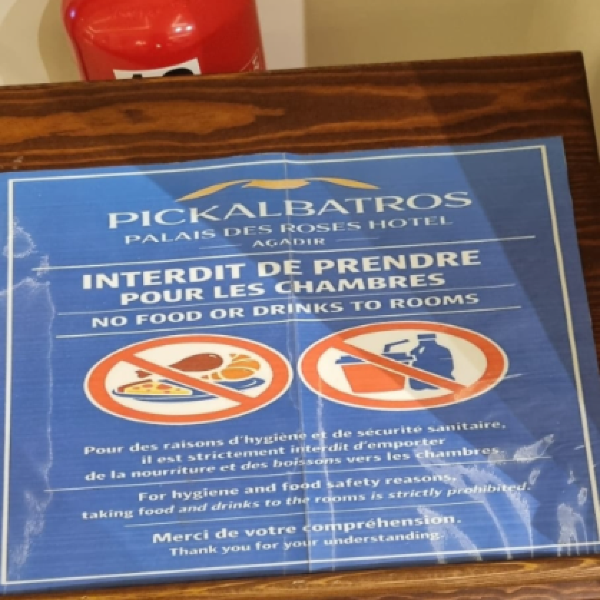 PICKALBATROS
PALAIS DES ROSES HOTEL
AGADIR
INTERDIT DE PRENDRE
POUR LES CHAMBRES
NO FOOD OR DRINKS TO ROOMS
Pour des raisons d'hygiène et de sécurité sanitaire,
il est strictement interdit d'emporter
de la nourriture et des boissons vers les chambres.
For hygiene and food safety reasons,
taking food and drinks to the rooms is strictly prohibited.
Merci de votre compréhension.
Thank you for your understanding.